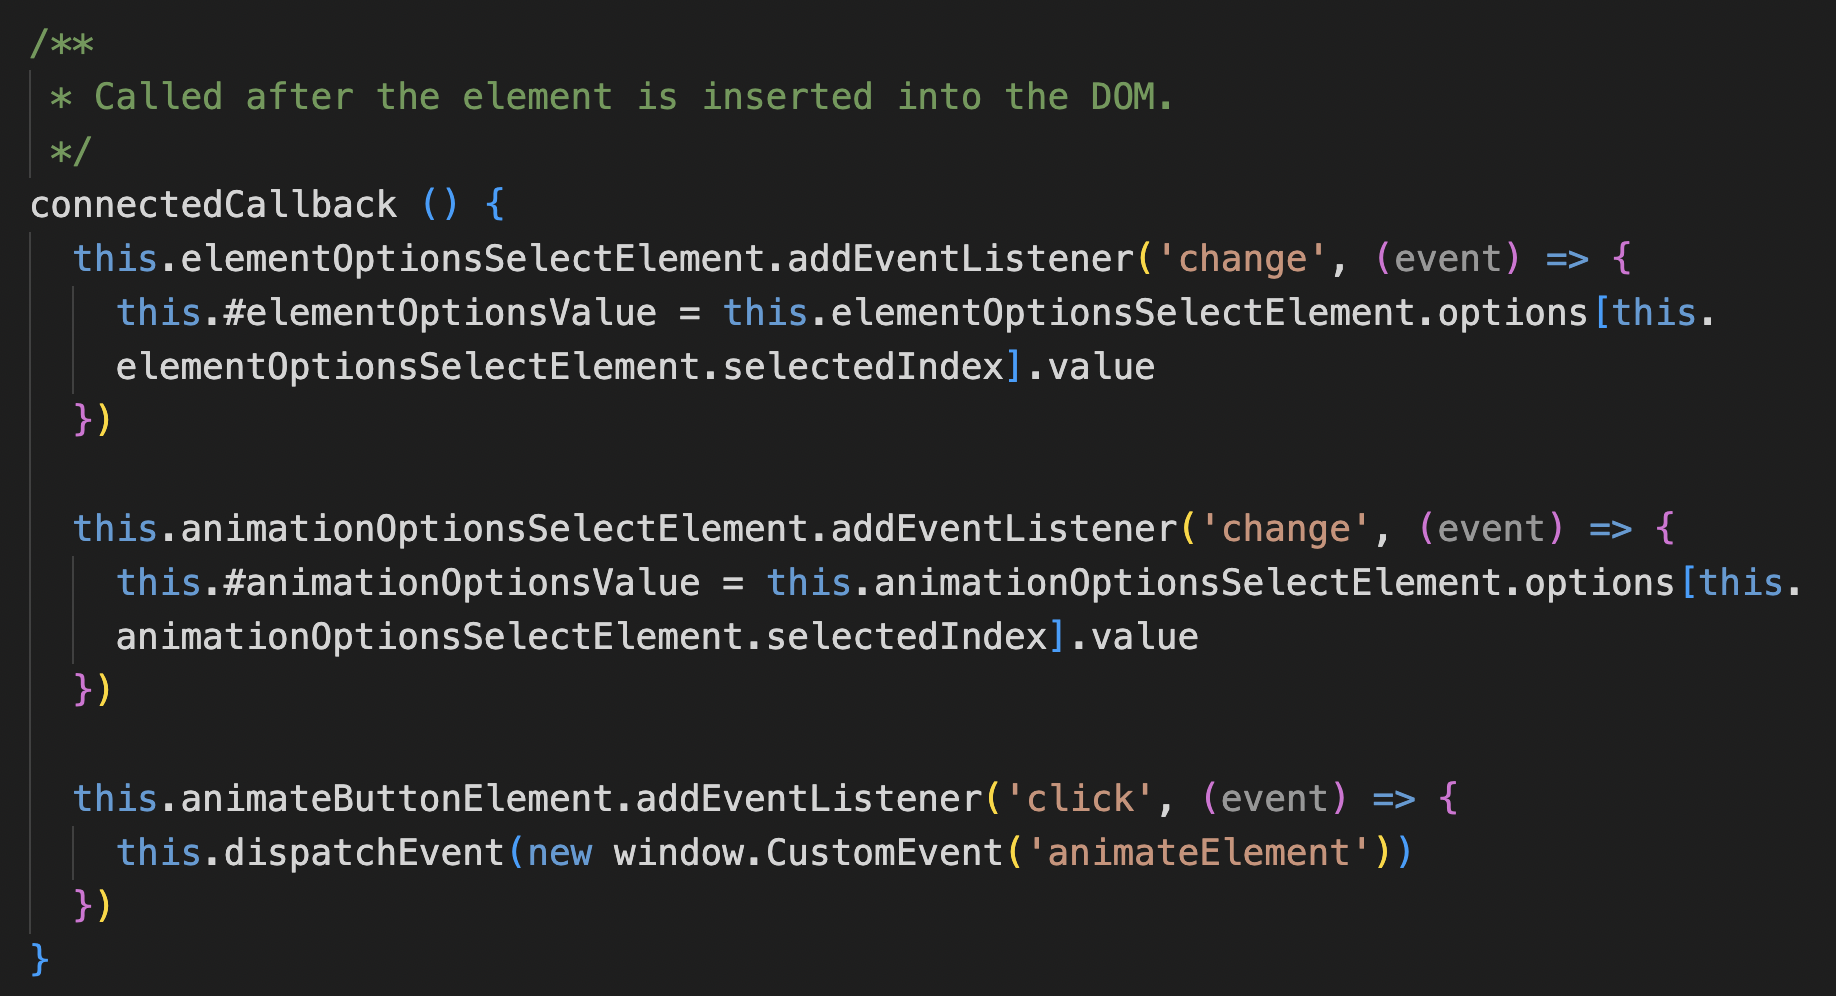 /**
 * Called after the element is inserted into the DOM.
 */
connectedCallback () {
  this.elementOptionsSelectElement.addEventListener('change', (event) => {
    this.#elementOptionsValue = this.elementOptionsSelectElement.options[this.
    elementOptionsSelectElement.selectedIndex].value
  })

  this.animationOptionsSelectElement.addEventListener('change', (event) => {
    this.#animationOptionsValue = this.animationOptionsSelectElement.options[this.
    animationOptionsSelectElement.selectedIndex].value
  })

  this.animateButtonElement.addEventListener('click', (event) => {
    this.dispatchEvent(new window.CustomEvent('animateElement'))
  })
}